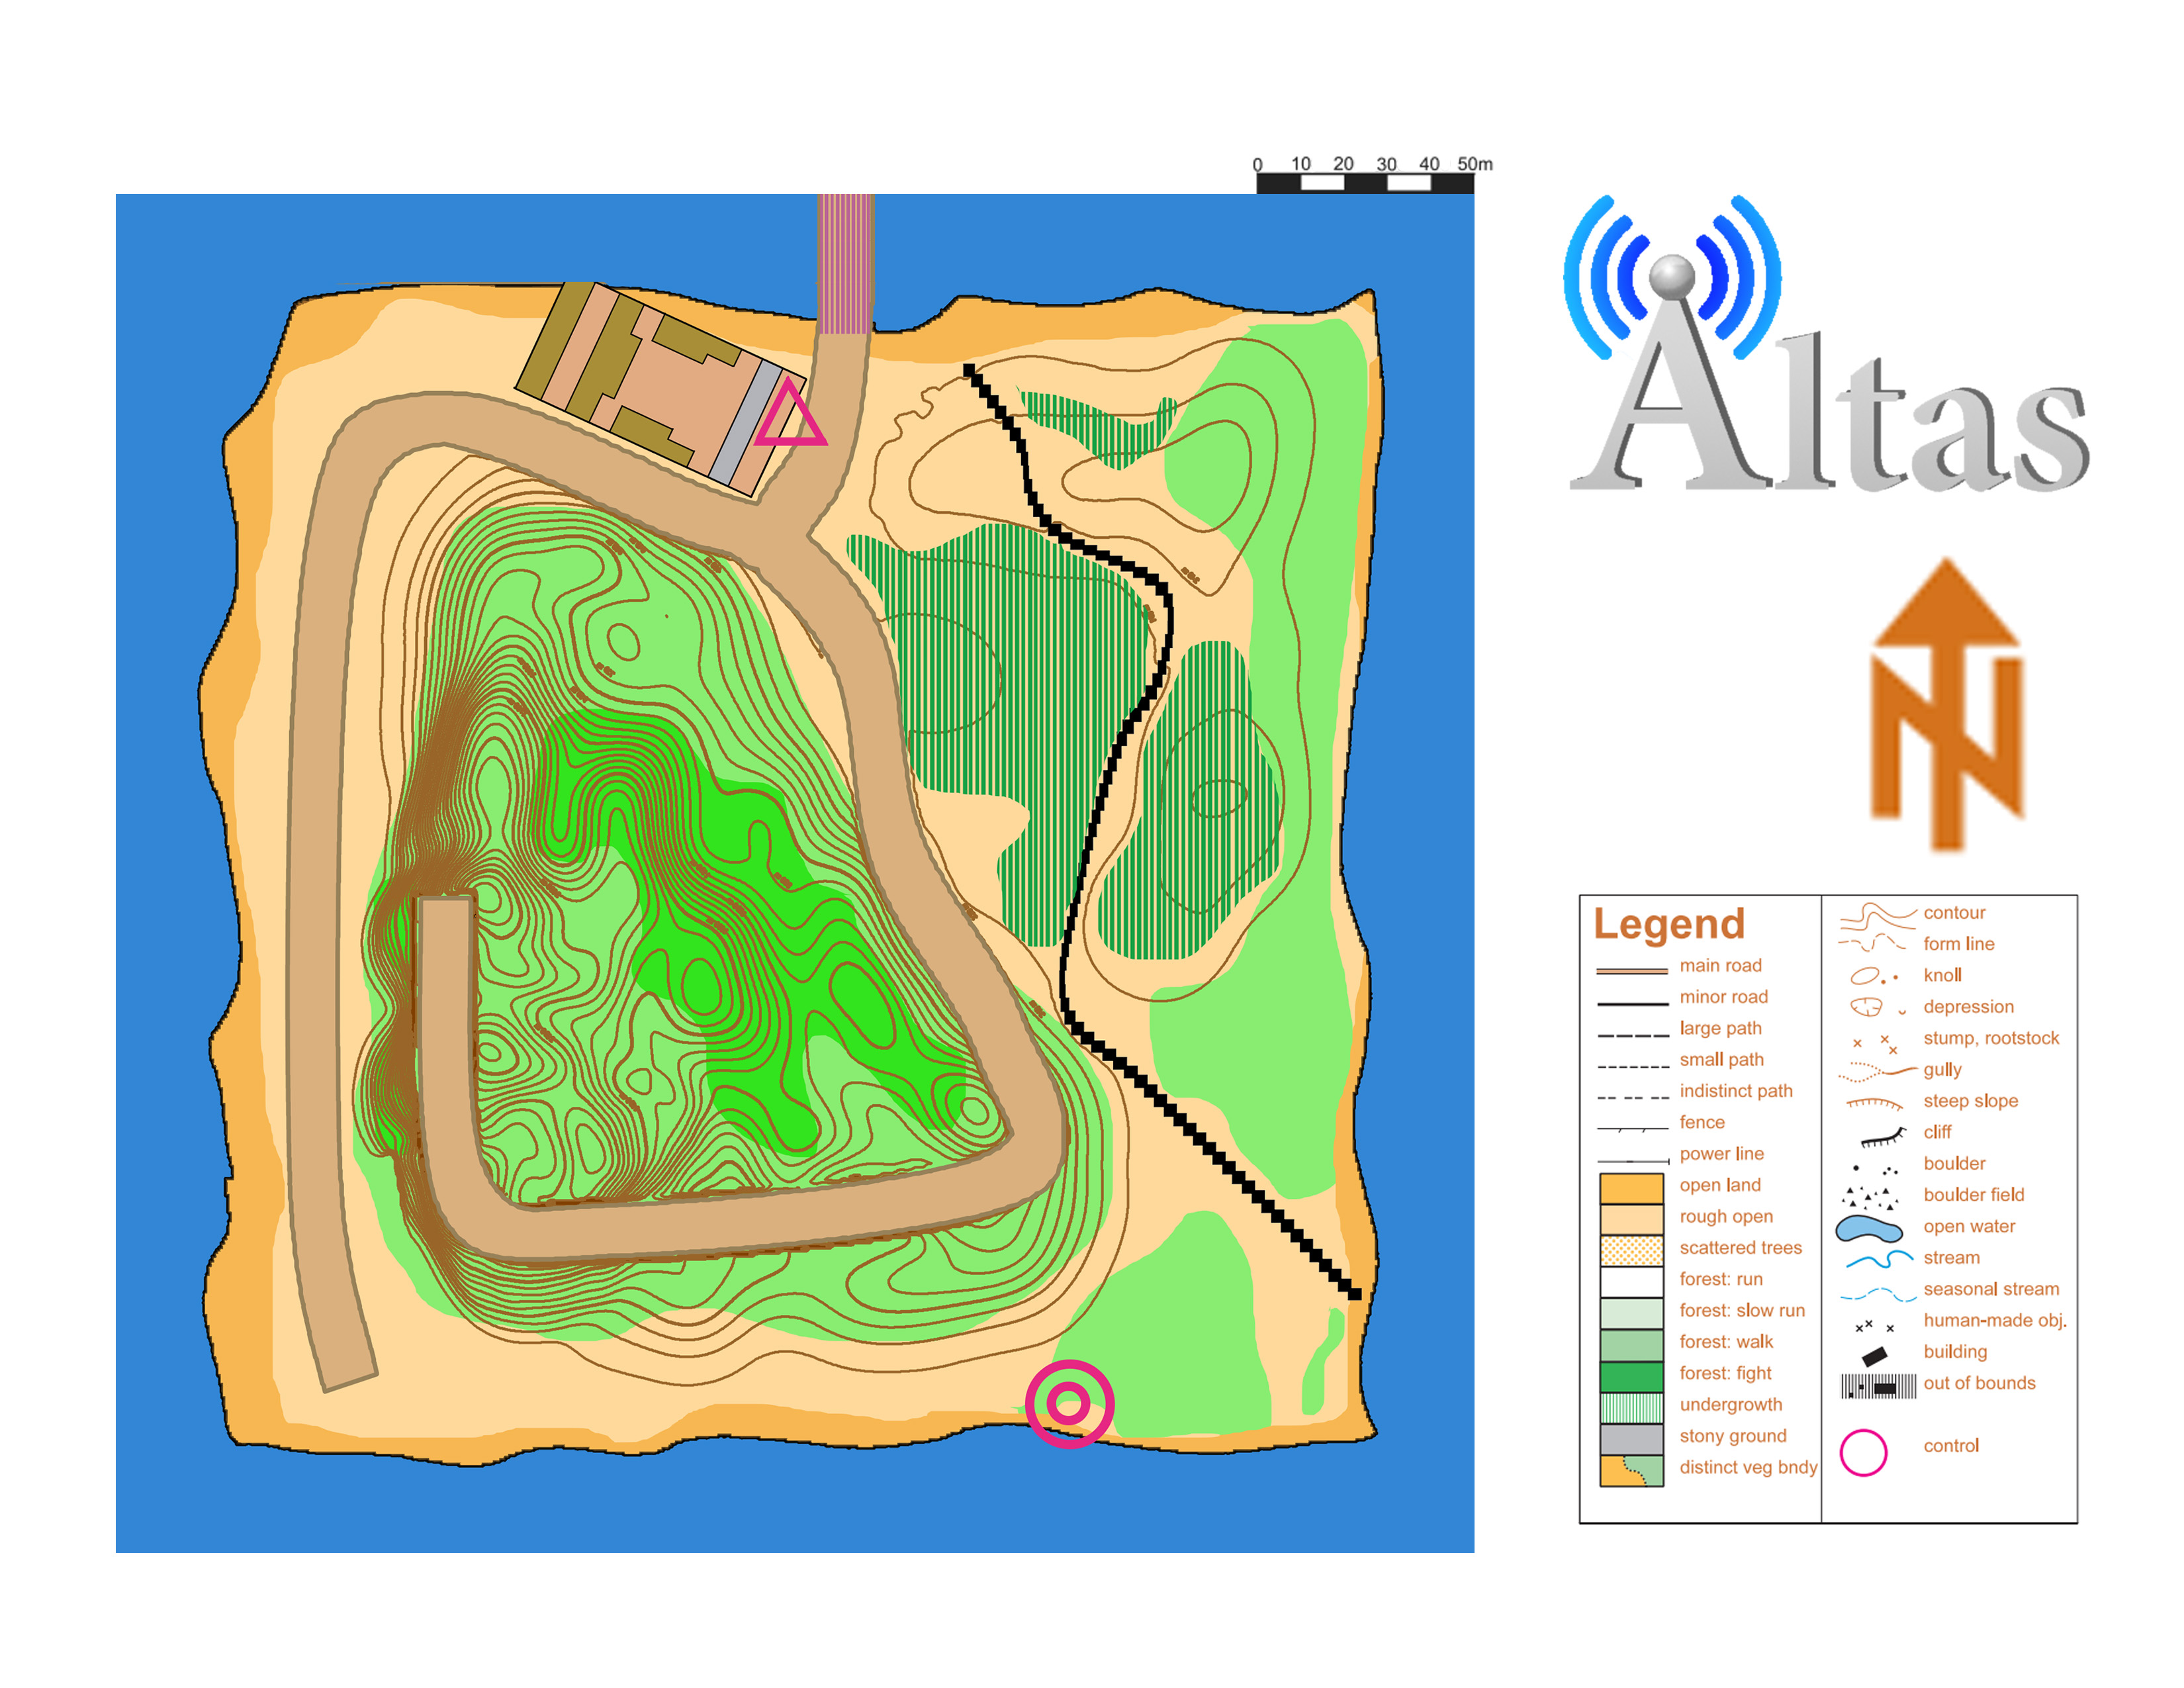 0 10 20 30 40 50m
Altas
N
Legend
main road
minor road
large path
small path
indistinct path
fence
power line
open land
rough open
scattered trees
forest: run
forest: slow run
forest: walk
forest: fight
undergrowth
stony ground
distinct veg bndy
contour
form line
knoll
depression
stump, rootstock
gully
steep slope
cliff
boulder
boulder field
open water
stream
seasonal stream
human-made obj.
building
out of bounds
control